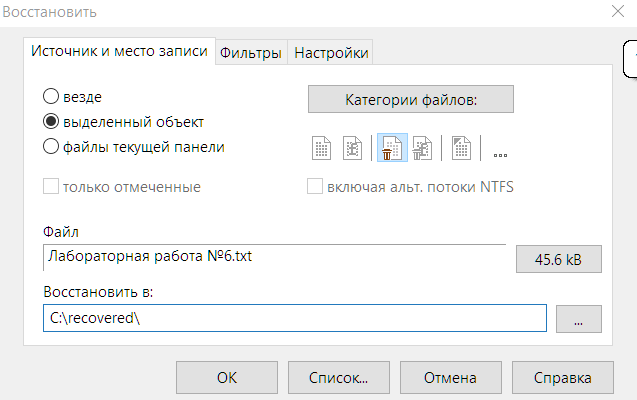 Восстановить
Источник и место записи
Фильтры
Настройки
везде
Категории файлов:
выделенный объект
файлы текущей панели
...
только отмеченные
включая альт. потоки NTFS
Файл
Лабораторная работа №6.txt
45.6 kB
Восстановить в:
C:\recovered\
...
OK
Список...
Отмена
Справка